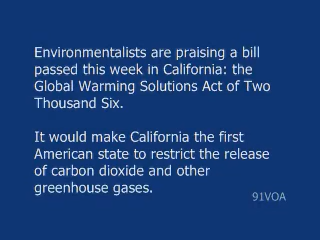 Environmentalists are praising a bill
passed this week in California: the
Global Warming Solutions Act of Two
Thousand Six.
It would make California the first
American state to restrict the release
of carbon dioxide and other
greenhouse gases.
91VOA